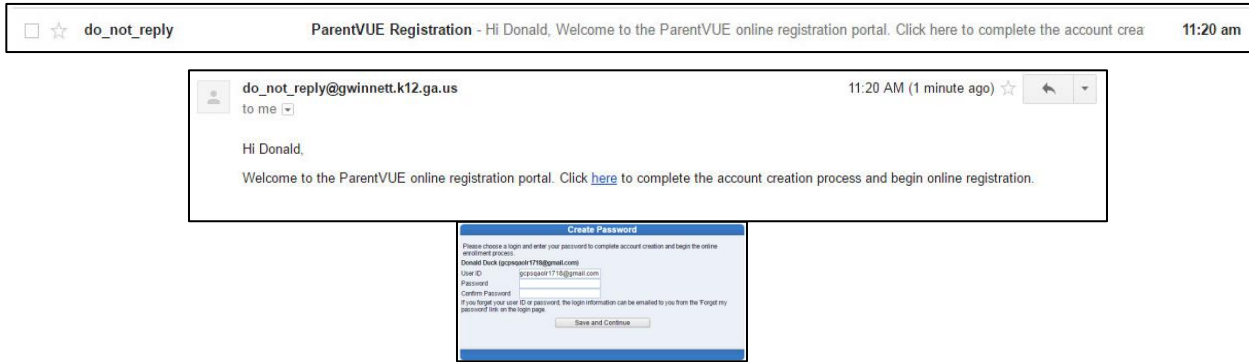 do_not_reply ParentVUE Registration - Hi Donald, Welcome to the ParentVUE online registration portal. Click here to complete the account crea 11:20 am
do_not_reply@gwinnett.k12.ga.us 11:20 AM (1 minute ago)
to me
Hi Donald,
Welcome to the ParentVUE online registration portal. Click here to complete the account creation process and begin online registration.
Create Password
Please choose a login and enter your password to complete account creation and begin the online
enrollment process.
Donald Duck (gcpsqaolr1718@gmail.com)
User ID gcpsqaolr1718@gmail.com
Password
Confirm Password
If you forget your user ID or password, the login information can be emailed to you from the 'Forgot my
password' link on the login page.
Save and Continue